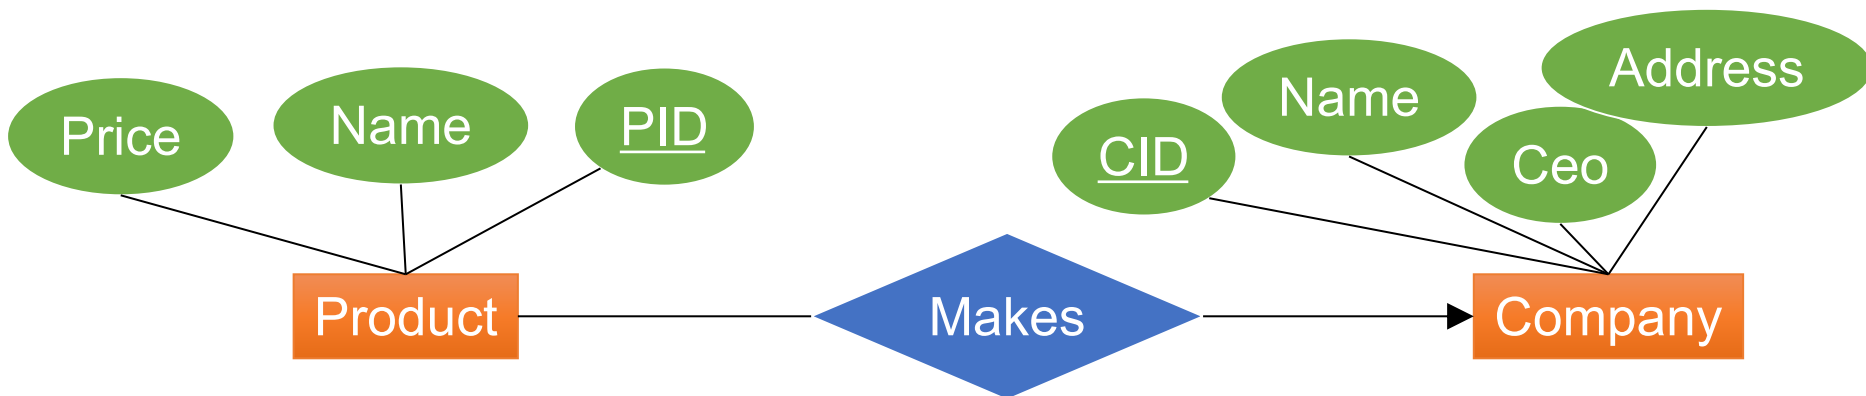 Price
Name
PID
CID
Name
Ceo
Address
Product
Makes
Company